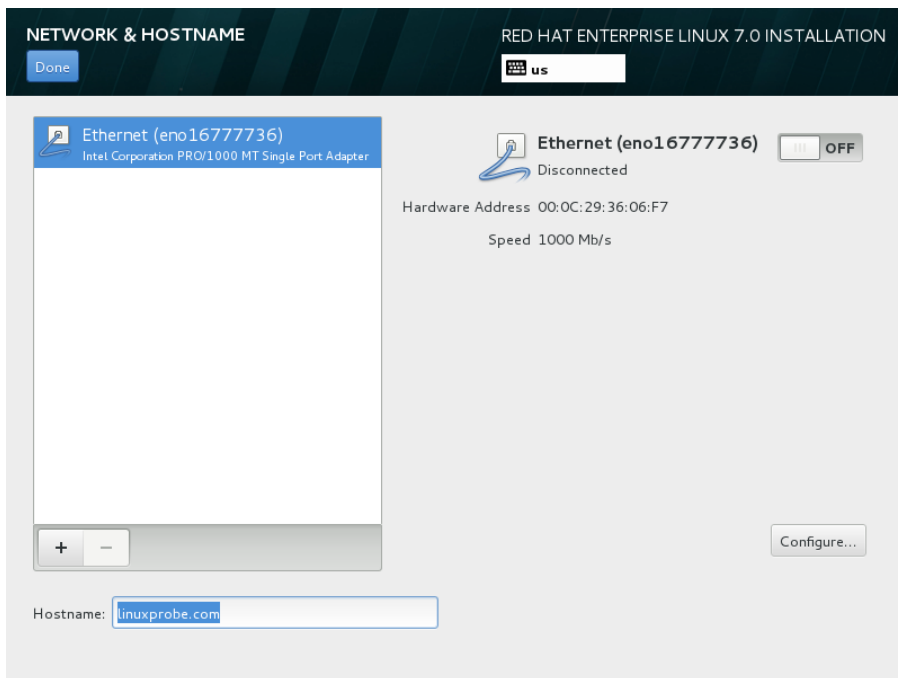 NETWORK & HOSTNAME
Done
RED HAT ENTERPRISE LINUX 7.0 INSTALLATION
us
Ethernet (eno16777736)
Intel Corporation PRO/1000 MT Single Port Adapter
Ethernet (eno16777736)
OFF
Disconnected
Hardware Address 00:0C:29:36:06:F7
Speed 1000 Mb/s
+ −
Configure...
Hostname: linuxprobe.com